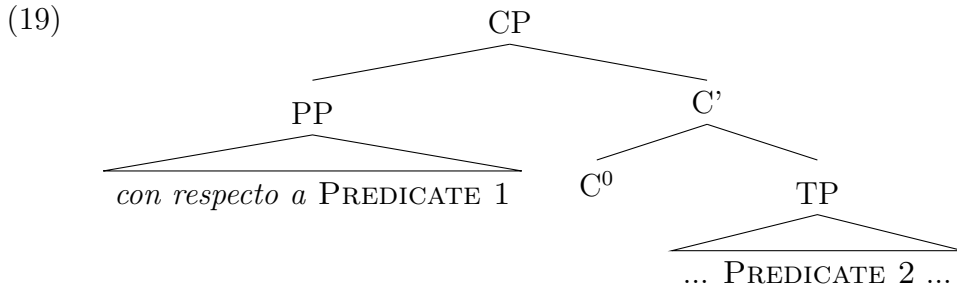 (19)
CP
PP C’
con respecto a PREDICATE 1 C0
TP
... PREDICATE 2 ...